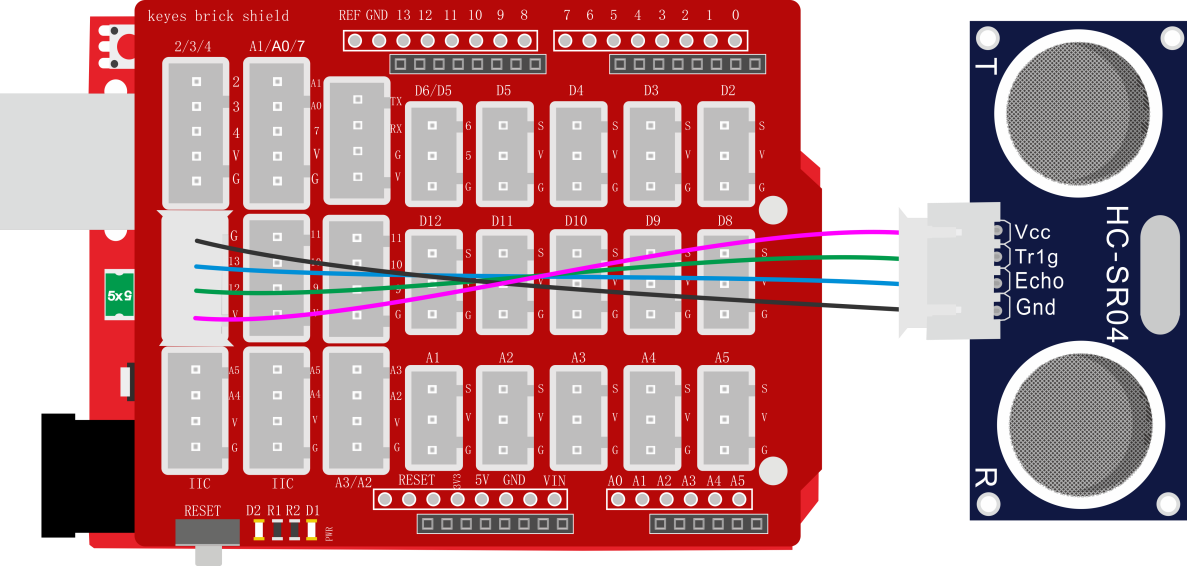 keyes brick shield
REF GND 13 12 11 10 9 8
7 6 5 4 3 2 1 0
2/3/4
A1/A0/7
2
3
4
V
G
A1
A0
7
V
G
TX
RX
G
V
D6/D5
D5
D4
D3
D2
6
5
G
S
V
G
S
V
G
S
V
G
S
V
G
G
13
12
V
11
9
11
10
9
G
D12
D11
D10
D9
D8
S
V
G
S
V
G
S
V
G
S
V
G
5x9
A5
A4
V
G
A5
A4
V
G
A3
A2
V
G
A1
A2
A3
A4
A5
S
V
G
S
V
G
S
V
G
S
V
G
S
V
G
IIC
IIC
A3/A2
RESET 3V3 5V GND VIN
A0 A1 A2 A3 A4 A5
RESET
D2 R1 R2 D1
PWR
T
Vcc
Tr1g
Echo
Gnd
HC-SR04
R